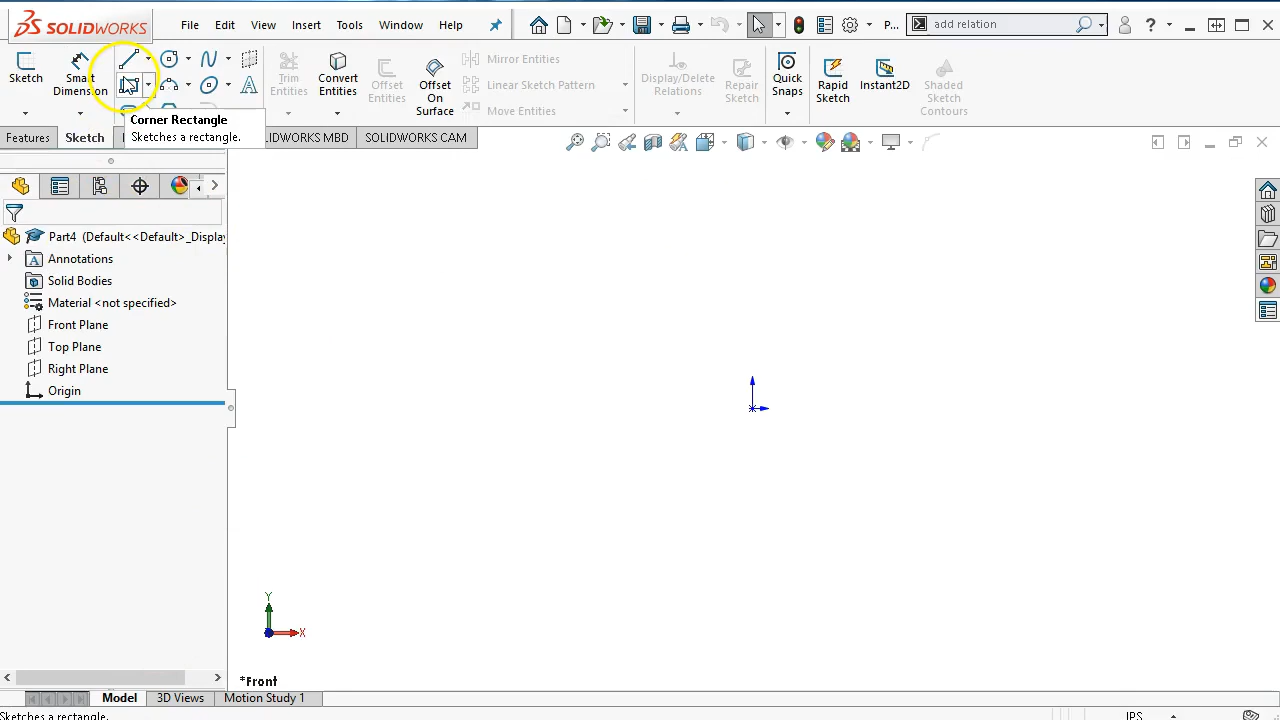 SOLIDWORKS File Edit View Insert Tools Window Help P... add relation
Sketch Smart Dimension Trim Entities Convert Entities Offset Entities Offset On Surface Mirror Entities Linear Sketch Pattern Move Entities Display/Delete Relations Repair Sketch Quick Snaps Rapid Sketch Instant2D Shaded Sketch Contours
Corner Rectangle
Sketches a rectangle.
Features Sketch SOLIDWORKS CAM
Part4 (Default<<Default>_Display
Annotations
Solid Bodies
Material <not specified>
Front Plane
Top Plane
Right Plane
Origin
Y
X
*Front
Model 3D Views Motion Study 1
Sketches a rectangle. IPS